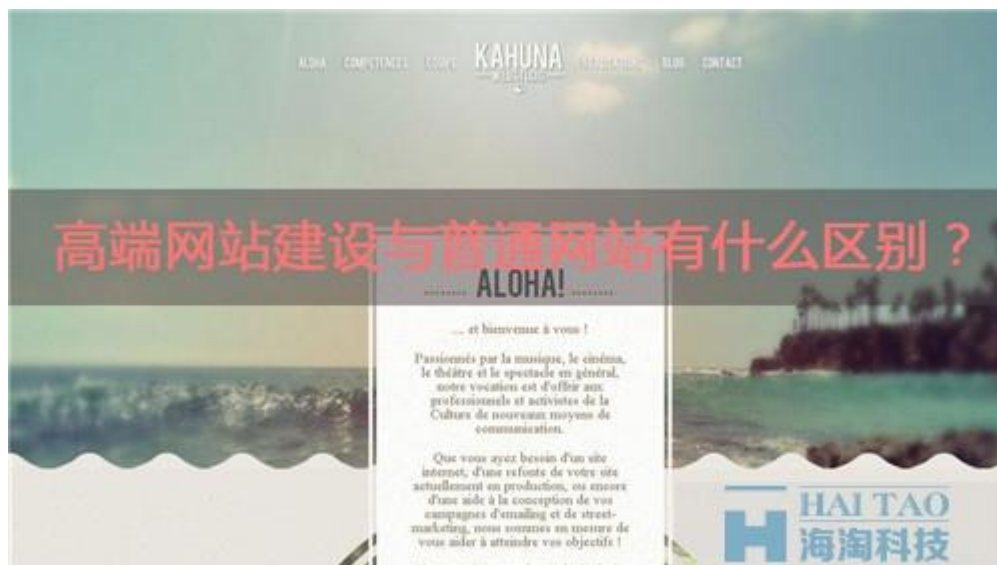 ALOHA COMPETENCES EQUIPE KAHUNA BLOG CONTACT
高端网站建设与普通网站有什么区别？
ALOHA!
... et bienvenue à vous !
Passionnés par la musique, le cinéma,
le théâtre et le spectacle en général,
notre vocation est d'offrir aux
professionnels et activistes de la
Culture de nouveaux moyens de
communication.
Que vous ayez besoin d'un site
internet, d'une refonte de votre site
actuellement en production, ou encore
d'une aide à la conception de vos
campagnes d'emailing et de street-
marketing, nous sommes en mesure de
vous aider à atteindre vos objectifs !
HAI TAO
海淘科技